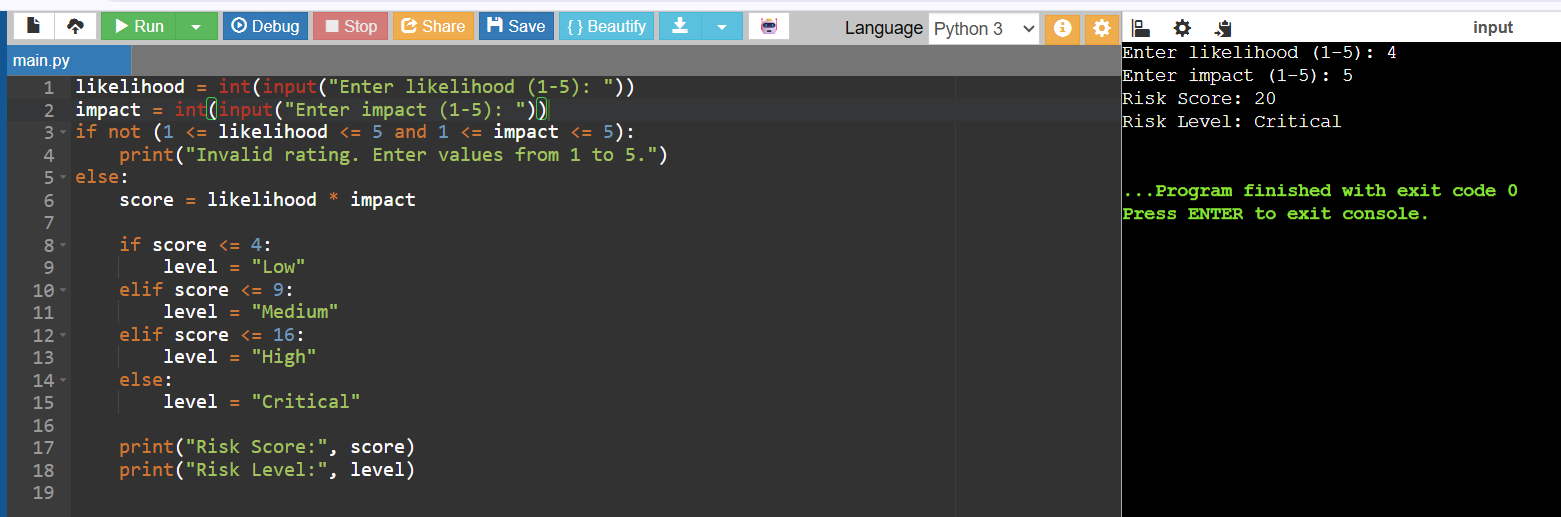 Run Debug Stop Share Save { } Beautify Language Python 3
main.py
1 likelihood = int(input("Enter likelihood (1-5): "))
2 impact = int(input("Enter impact (1-5): "))
3 if not (1 <= likelihood <= 5 and 1 <= impact <= 5):
4     print("Invalid rating. Enter values from 1 to 5.")
5 else:
6     score = likelihood * impact
7
8     if score <= 4:
9         level = "Low"
10     elif score <= 9:
11         level = "Medium"
12     elif score <= 16:
13         level = "High"
14     else:
15         level = "Critical"
16
17     print("Risk Score:", score)
18     print("Risk Level:", level)
19
input
Enter likelihood (1-5): 4
Enter impact (1-5): 5
Risk Score: 20
Risk Level: Critical
...Program finished with exit code 0
Press ENTER to exit console.